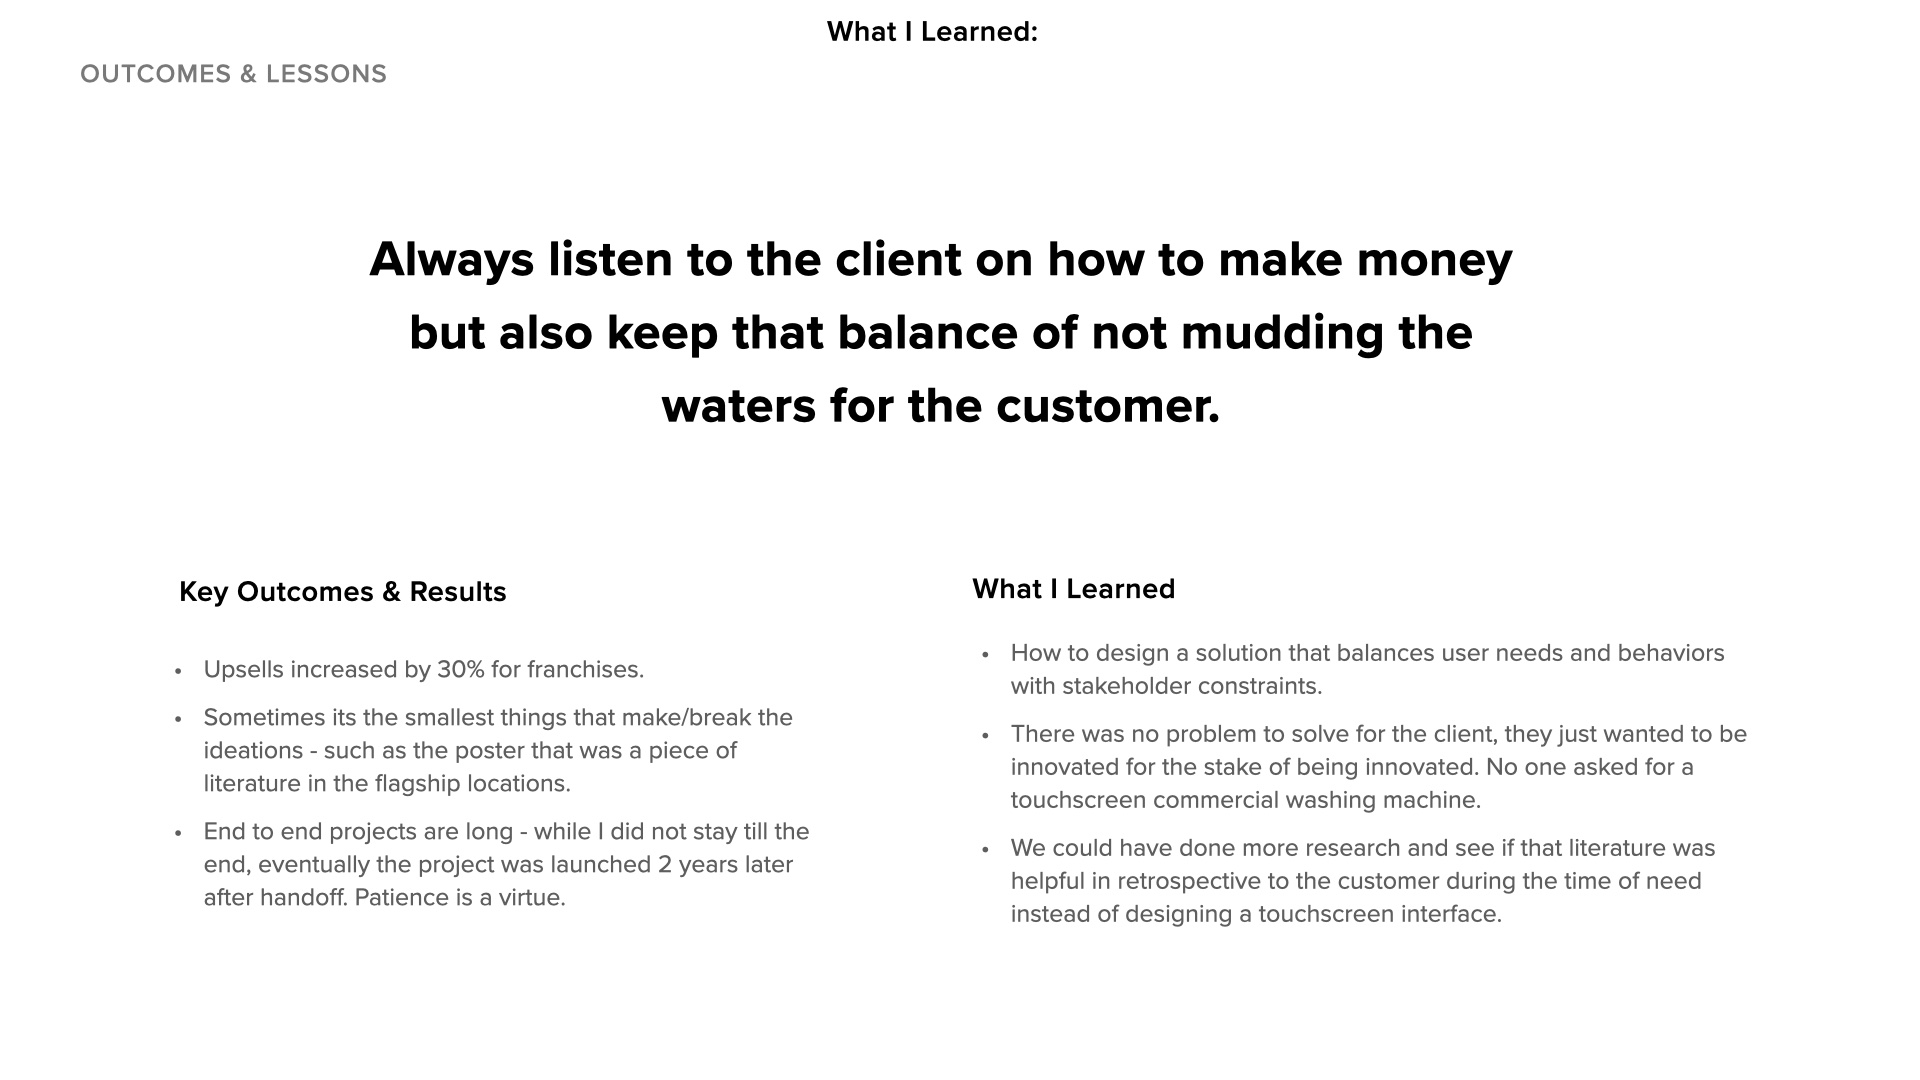 What I Learned:
OUTCOMES & LESSONS
Always listen to the client on how to make money
but also keep that balance of not mudding the
waters for the customer.
Key Outcomes & Results
• Upsells increased by 30% for franchises.
• Sometimes its the smallest things that make/break the
ideations - such as the poster that was a piece of
literature in the flagship locations.
• End to end projects are long - while I did not stay till the
end, eventually the project was launched 2 years later
after handoff. Patience is a virtue.
What I Learned
• How to design a solution that balances user needs and behaviors
with stakeholder constraints.
• There was no problem to solve for the client, they just wanted to be
innovated for the stake of being innovated. No one asked for a
touchscreen commercial washing machine.
• We could have done more research and see if that literature was
helpful in retrospective to the customer during the time of need
instead of designing a touchscreen interface.